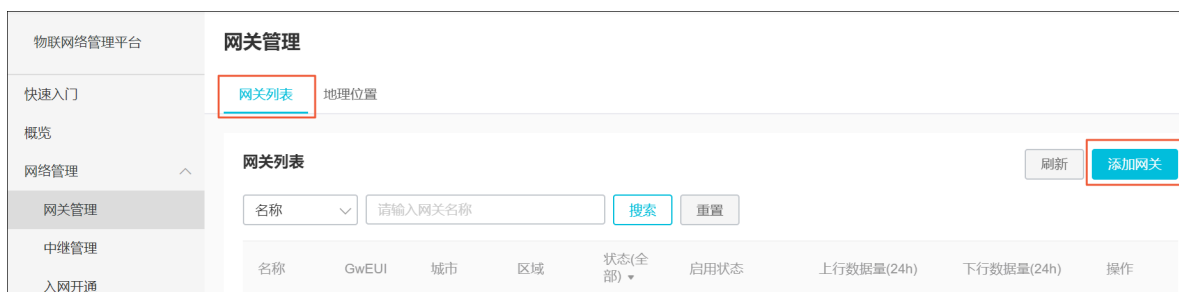 物联网络管理平台
网关管理
快速入门
网关列表
地理位置
概览
网络管理
网关列表
刷新
添加网关
网关管理
名称
请输入网关名称
搜索
重置
中继管理
名称
GwEUI
城市
区域
状态(全
部)
启用状态
上行数据量(24h)
下行数据量(24h)
操作
入网开通